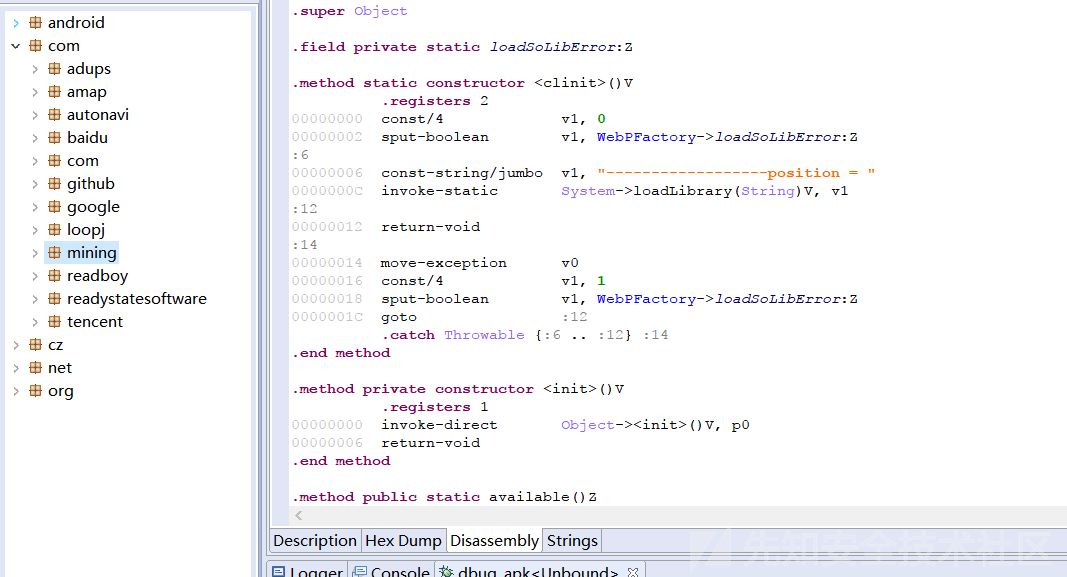 android
com
adups
amap
autonavi
baidu
com
github
google
loopj
mining
readboy
readystatesoftware
tencent
cz
net
org
.super Object
.field private static loadSoLibError:Z
.method static constructor <clinit>()V
.registers 2
00000000 const/4 v1, 0
00000002 sput-boolean v1, WebPFactory->loadSoLibError:Z
:6
00000006 const-string/jumbo v1, "------------------position = "
0000000C invoke-static System->loadLibrary(String)V, v1
:12
00000012 return-void
:14
00000014 move-exception v0
00000016 const/4 v1, 1
00000018 sput-boolean v1, WebPFactory->loadSoLibError:Z
0000001C goto :12
.catch Throwable {:6 .. :12} :14
.end method
.method private constructor <init>()V
.registers 1
00000000 invoke-direct Object-><init>()V, p0
00000006 return-void
.end method
.method public static available()Z
Description Hex Dump Disassembly Strings
Logger Console dbug.apk<Unbound>
先知安全技术社区